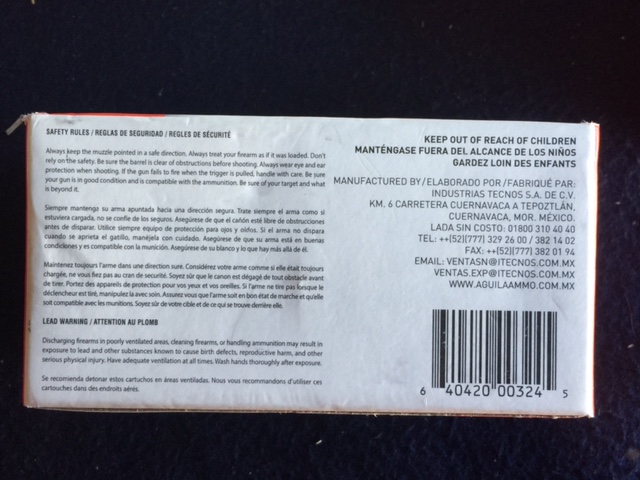 SAFETY RULES / REGLAS DE SEGURIDAD / REGLES DE SÉCURITÉ
Always keep the muzzle pointed in a safe direction. Always treat your firearm as if it was loaded. Don't
rely on the safety. Be sure the barrel is clear of obstructions before shooting. Always wear eye and ear
protection when shooting. If the gun fails to fire when the trigger is pulled, handle with care. Be sure
your gun is in good condition and is compatible with the ammunition. Be sure of your target and what
is beyond it.
Siempre mantenga su arma apuntada hacia una dirección segura. Trate siempre el arma como si
estuviera cargada, no se confíe de los seguros. Asegúrese de que el cañón esté libre de obstrucciones
antes de disparar. Utilice siempre equipo de protección para ojos y oídos. Si el arma no dispara
cuando se aprieta el gatillo, manéjela con cuidado. Asegúrese de que su arma está en buenas
condiciones y es compatible con la munición. Asegúrese de su blanco y lo que hay más allá de él.
Maintenez toujours l'arme dans une direction sure. Considérez votre arme comme si elle était toujours
chargée, ne vous fiez pas au cran de sécurité. Soyez sûr que le canon est dégagé de tout obstacle avant
de tirer. Portez des appareils de protection pour vos yeux et vos oreilles. Si l'arme ne tire pas lorsque le
déclencheur est tiré, manipulez la avec soin. Assurez vous que l'arme soit en bon état de marche et qu'elle
soit compatible avec les munitions. Soyez sûr de votre cible et de ce qui se trouve derrière elle.
LEAD WARNING / ATTENTION AU PLOMB
Discharging firearms in poorly ventilated areas, cleaning firearms, or handling ammunition may result in
exposure to lead and other substances known to cause birth defects, reproductive harm, and other
serious physical injury. Have adequate ventilation at all times. Wash hands thoroughly after exposure.
Se recomienda detonar estos cartuchos en áreas ventiladas. Nous vous recommandons d'utiliser ces
cartouches dans des endroits aérés.
KEEP OUT OF REACH OF CHILDREN
MANTÉNGASE FUERA DEL ALCANCE DE LOS NIÑOS
GARDEZ LOIN DES ENFANTS
MANUFACTURED BY/ELABORADO POR/FABRIQUÉ PAR:
INDUSTRIAS TECNOS S.A. DE C.V.
KM. 6 CARRETERA CUERNAVACA A TEPOZTLÁN,
CUERNAVACA, MOR. MÉXICO.
LADA SIN COSTO: 01800 310 40 40
TEL: ++(52)(777) 329 26 00 / 382 14 02
FAX: ++(52)(777) 382 01 94
EMAIL: VENTASN@ITECNOS.COM.MX
VENTAS.EXP@ITECNOS.COM.MX
WWW.AGUILAAMMO.COM.MX
6 40420 00324 5